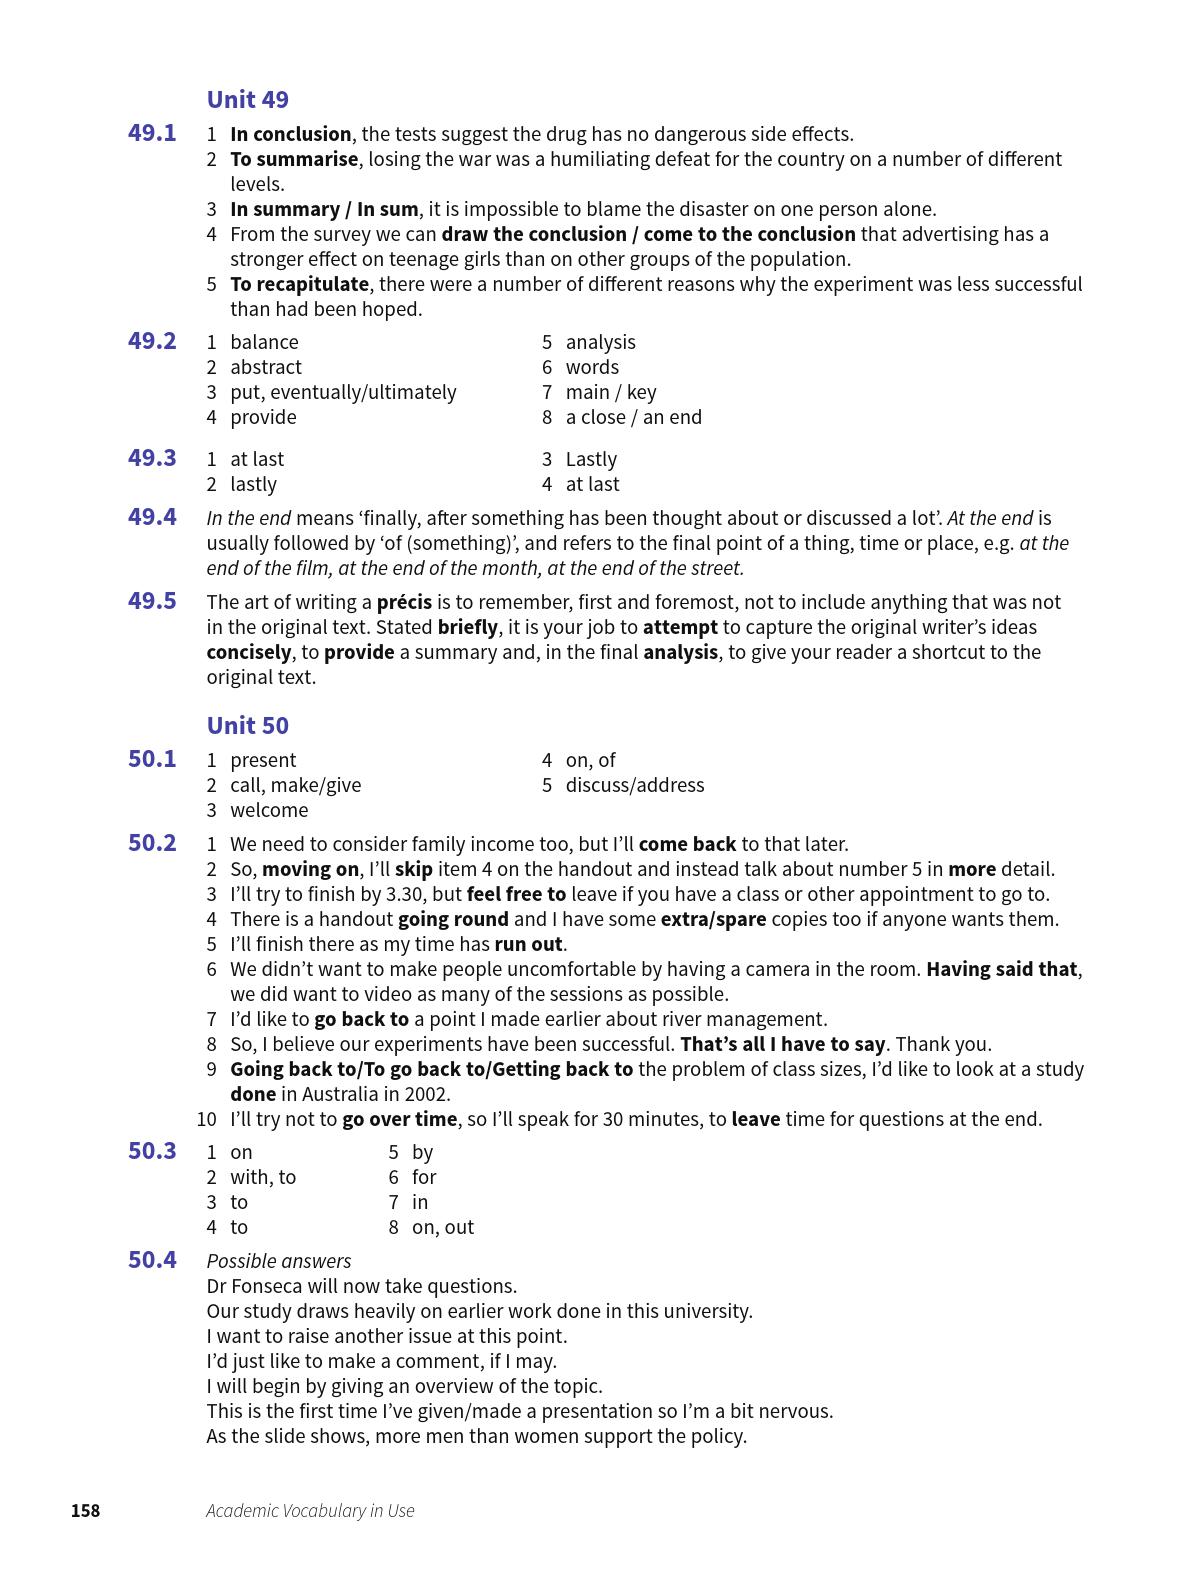 Unit 49
49.1
1 In conclusion, the tests suggest the drug has no dangerous side effects.
2 To summarise, losing the war was a humiliating defeat for the country on a number of different
levels.
3 In summary / In sum, it is impossible to blame the disaster on one person alone.
4 From the survey we can draw the conclusion / come to the conclusion that advertising has a
stronger effect on teenage girls than on other groups of the population.
5 To recapitulate, there were a number of different reasons why the experiment was less successful
than had been hoped.
49.2
1 balance
2 abstract
3 put, eventually/ultimately
4 provide
5 analysis
6 words
7 main / key
8 a close / an end
49.3
1 at last
2 lastly
3 Lastly
4 at last
49.4
In the end means ‘finally, after something has been thought about or discussed a lot’. At the end is
usually followed by ‘of (something)’, and refers to the final point of a thing, time or place, e.g. at the
end of the film, at the end of the month, at the end of the street.
49.5
The art of writing a précis is to remember, first and foremost, not to include anything that was not
in the original text. Stated briefly, it is your job to attempt to capture the original writer’s ideas
concisely, to provide a summary and, in the final analysis, to give your reader a shortcut to the
original text.
Unit 50
50.1
1 present
2 call, make/give
3 welcome
4 on, of
5 discuss/address
50.2
1 We need to consider family income too, but I’ll come back to that later.
2 So, moving on, I’ll skip item 4 on the handout and instead talk about number 5 in more detail.
3 I’ll try to finish by 3.30, but feel free to leave if you have a class or other appointment to go to.
4 There is a handout going round and I have some extra/spare copies too if anyone wants them.
5 I’ll finish there as my time has run out.
6 We didn’t want to make people uncomfortable by having a camera in the room. Having said that,
we did want to video as many of the sessions as possible.
7 I’d like to go back to a point I made earlier about river management.
8 So, I believe our experiments have been successful. That’s all I have to say. Thank you.
9 Going back to/To go back to/Getting back to the problem of class sizes, I’d like to look at a study
done in Australia in 2002.
10 I’ll try not to go over time, so I’ll speak for 30 minutes, to leave time for questions at the end.
50.3
1 on
2 with, to
3 to
4 to
5 by
6 for
7 in
8 on, out
50.4
Possible answers
Dr Fonseca will now take questions.
Our study draws heavily on earlier work done in this university.
I want to raise another issue at this point.
I’d just like to make a comment, if I may.
I will begin by giving an overview of the topic.
This is the first time I’ve given/made a presentation so I’m a bit nervous.
As the slide shows, more men than women support the policy.
158
Academic Vocabulary in Use